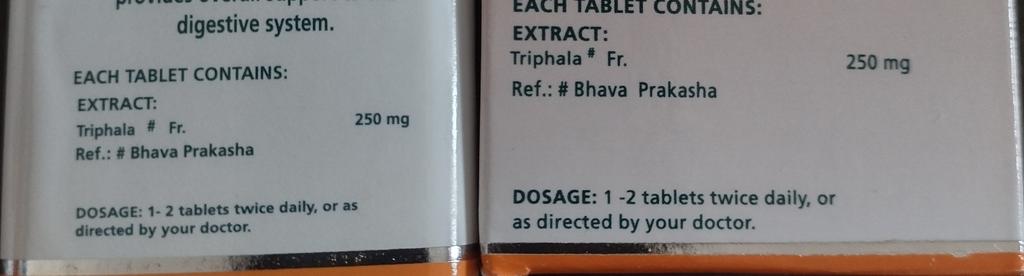 digestive system.
EACH TABLET CONTAINS:
EXTRACT:
Triphala # Fr. 250 mg
Ref.: # Bhava Prakasha
DOSAGE: 1- 2 tablets twice daily, or as
directed by your doctor.
EACH TABLET CONTAINS:
EXTRACT:
Triphala # Fr. 250 mg
Ref.: # Bhava Prakasha
DOSAGE: 1 -2 tablets twice daily, or
as directed by your doctor.